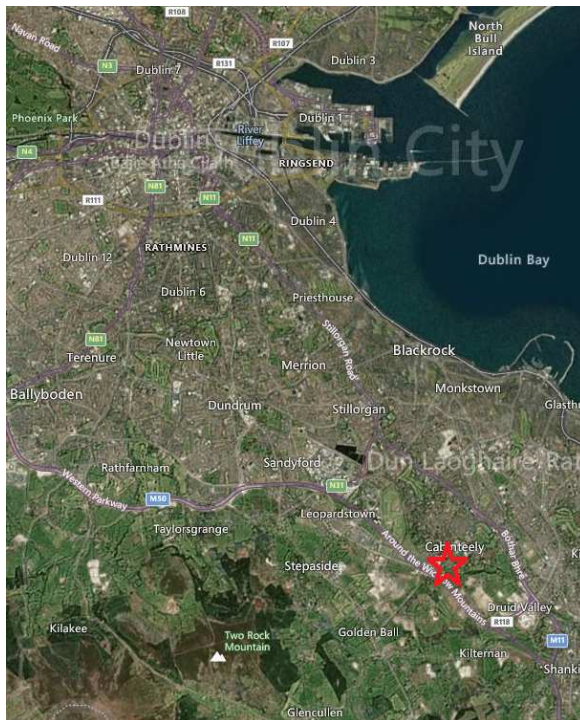 R108
North
Bull
Island
Navan Road
R107
N3
R131
Dublin 3
Dublin 7
Phoenix Park
Dublin 1
River
Liffey
Dublin
N4
RINGSEND
N81
R111
N11
Dublin 4
N11
RATHMINES
Dublin 12
Dublin Bay
Dublin 6
Priesthouse
Stillorgan Road
N81
Newtown
Little
Blackrock
Terenure
Merrion
Monkstown
Ballyboden
Dundrum
Stillorgan
Sandyford
Rathfarnham
Western Parkway
N31
M50
Leopardstown
Taylorsgrange
Around the Wicklow Mountains
Bothar Bhre
Stepaside
Druid Valley
R118
Kilakee
Two Rock
Mountain
Golden Ball
M11
Kilternan
Glencullen